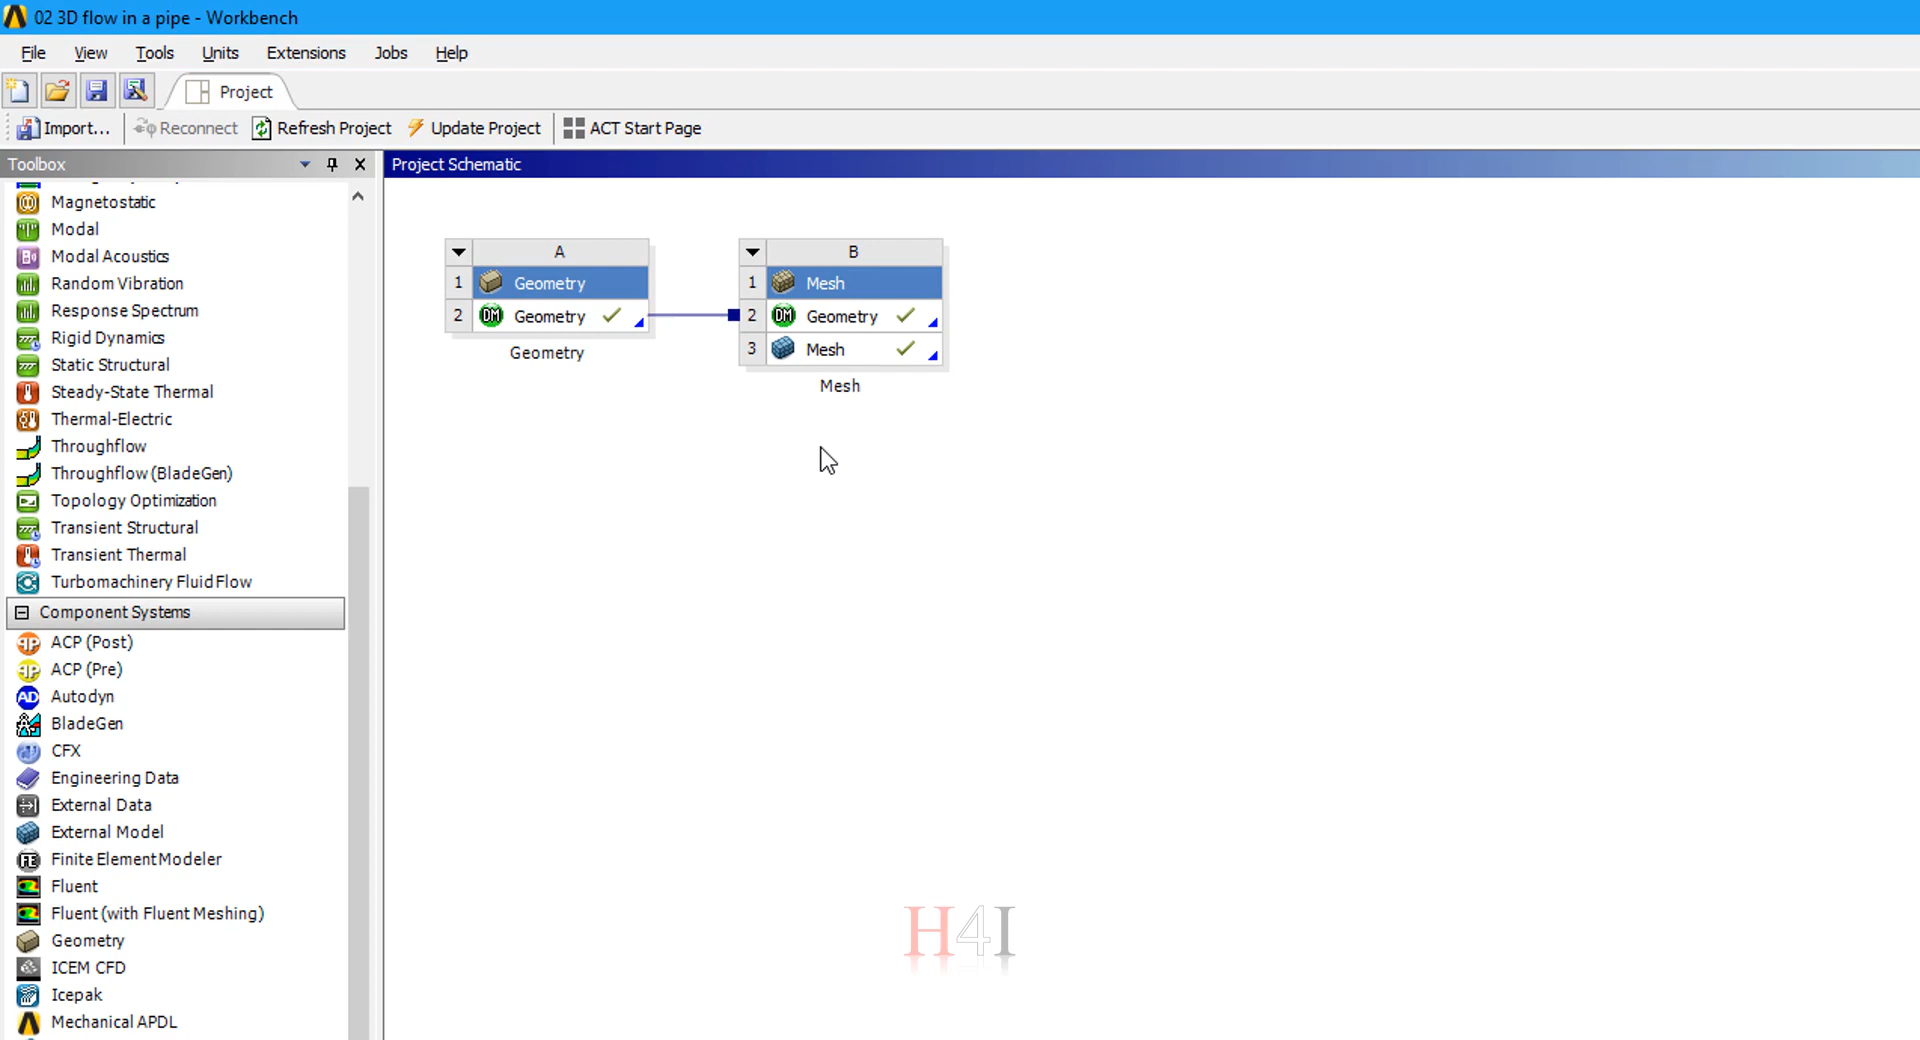 02 3D flow in a pipe - Workbench
File View Tools Units Extensions Jobs Help
Project
Import... Reconnect Refresh Project Update Project ACT Start Page
Toolbox
Project Schematic
Magnetostatic
Modal
Modal Acoustics
Random Vibration
Response Spectrum
Rigid Dynamics
Static Structural
Steady-State Thermal
Thermal-Electric
Throughflow
Throughflow (BladeGen)
Topology Optimization
Transient Structural
Transient Thermal
Turbomachinery Fluid Flow
Component Systems
ACP (Post)
ACP (Pre)
AD Autodyn
BladeGen
CFX
Engineering Data
External Data
External Model
FE Finite Element Modeler
Fluent
Fluent (with Fluent Meshing)
Geometry
ICEM CFD
Icepak
Mechanical APDL
A
1 Geometry
2 DM Geometry
Geometry
B
1 Mesh
2 DM Geometry
3 Mesh
Mesh
H4I